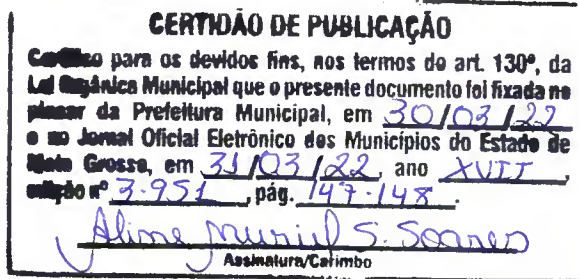 CERTIDÃO DE PUBLICAÇÃO
Certifico para os devidos fins, nos termos do art. 130º, da
Lei Orgânica Municipal que o presente documento foi fixada no
placar da Prefeitura Municipal, em 30/03/22
e no Jornal Oficial Eletrônico dos Municípios do Estado de
Mato Grosso, em 31/03/22, ano XVII,
edição nº 3.951, pág. 147-148.
Aline Muriel S. Soares
Assinatura/Carimbo